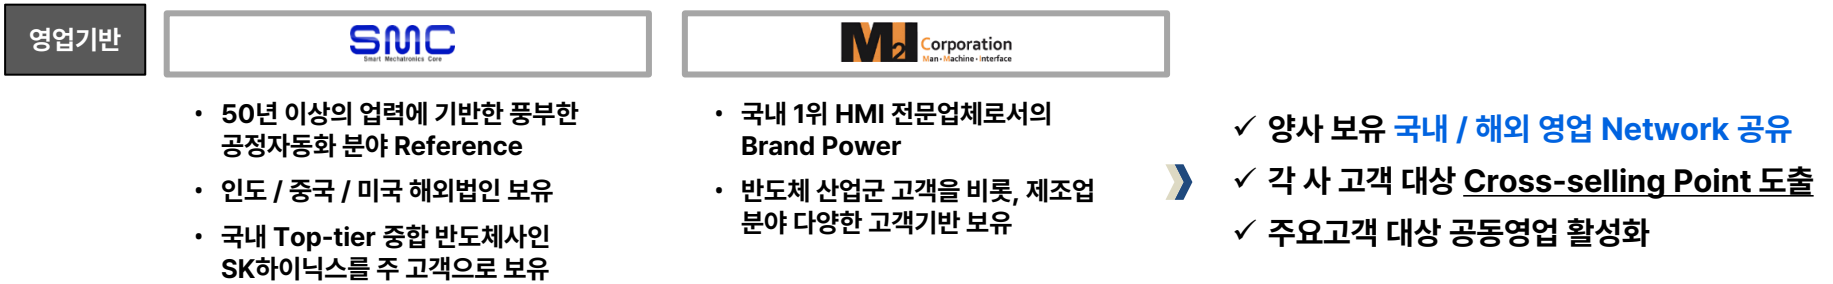 영업기반
SMC
Smart Mechatronics Core
M2I Corporation
Man·Machine·Interface
• 50년 이상의 업력에 기반한 풍부한
공정자동화 분야 Reference
• 인도 / 중국 / 미국 해외법인 보유
• 국내 Top-tier 중합 반도체사인
SK하이닉스를 주 고객으로 보유
• 국내 1위 HMI 전문업체로서의
Brand Power
• 반도체 산업군 고객을 비롯, 제조업
분야 다양한 고객기반 보유
✓ 양사 보유 국내 / 해외 영업 Network 공유
✓ 각 사 고객 대상 Cross-selling Point 도출
✓ 주요고객 대상 공동영업 활성화